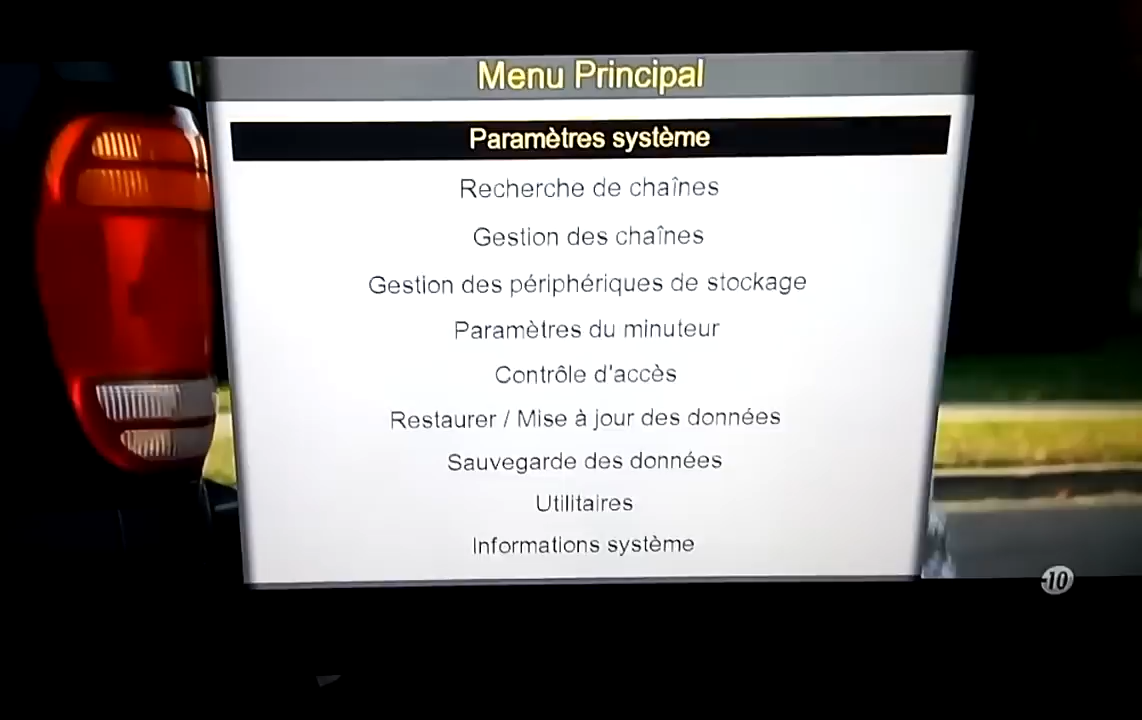 Menu Principal
Paramètres système
Recherche de chaînes
Gestion des chaînes
Gestion des périphériques de stockage
Paramètres du minuteur
Contrôle d'accès
Restaurer / Mise à jour des données
Sauvegarde des données
Utilitaires
Informations système
-10